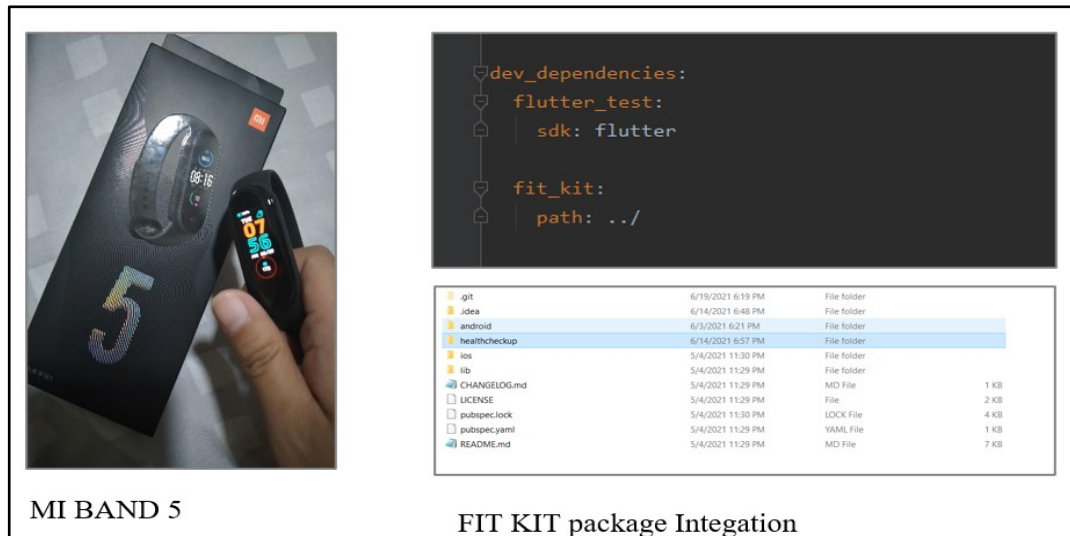 mi
08:16
5
TUE
07
56
dev_dependencies:
flutter_test:
sdk: flutter
fit_kit:
path: ../
.git 6/19/2021 6:19 PM File folder
.idea 6/14/2021 6:48 PM File folder
android 6/3/2021 6:21 PM File folder
healthcheckup 6/14/2021 6:57 PM File folder
ios 5/4/2021 11:30 PM File folder
lib 5/4/2021 11:29 PM File folder
CHANGELOG.md 5/4/2021 11:29 PM MD File 1 KB
LICENSE 5/4/2021 11:29 PM File 2 KB
pubspec.lock 5/4/2021 11:30 PM LOCK File 4 KB
pubspec.yaml 5/4/2021 11:29 PM YAML File 1 KB
README.md 5/4/2021 11:29 PM MD File 7 KB
MI BAND 5
FIT KIT package Integation